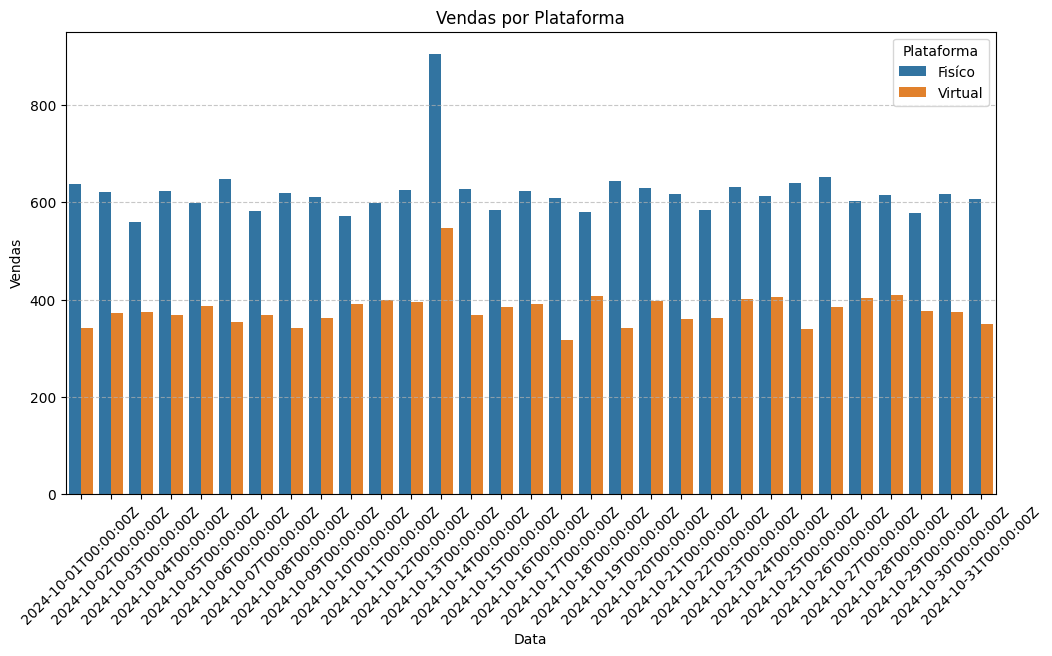 Vendas por Plataforma
Plataforma
Fisíco
Virtual
Vendas
800
600
400
200
0
2024-10-01T00:00:00Z
2024-10-02T00:00:00Z
2024-10-03T00:00:00Z
2024-10-04T00:00:00Z
2024-10-05T00:00:00Z
2024-10-06T00:00:00Z
2024-10-07T00:00:00Z
2024-10-08T00:00:00Z
2024-10-09T00:00:00Z
2024-10-10T00:00:00Z
2024-10-11T00:00:00Z
2024-10-12T00:00:00Z
2024-10-13T00:00:00Z
2024-10-14T00:00:00Z
2024-10-15T00:00:00Z
2024-10-16T00:00:00Z
2024-10-17T00:00:00Z
2024-10-18T00:00:00Z
2024-10-19T00:00:00Z
2024-10-20T00:00:00Z
2024-10-21T00:00:00Z
2024-10-22T00:00:00Z
2024-10-23T00:00:00Z
2024-10-24T00:00:00Z
2024-10-25T00:00:00Z
2024-10-26T00:00:00Z
2024-10-27T00:00:00Z
2024-10-28T00:00:00Z
2024-10-29T00:00:00Z
2024-10-30T00:00:00Z
2024-10-31T00:00:00Z
Data